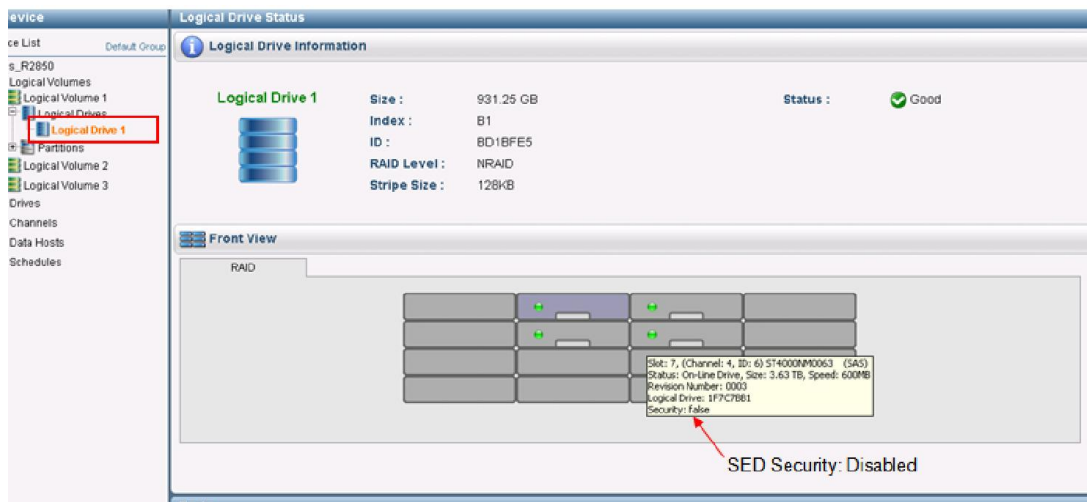 evice
Logical Drive Status
ce List
Default Group
Logical Drive Information
s_R2850
Logical Volumes
Logical Volume 1
Logical Drives
Logical Drive 1
Partitions
Logical Volume 2
Logical Volume 3
Drives
Channels
Data Hosts
Schedules
Logical Drive 1
Size : 931.25 GB
Status : Good
Index : B1
ID : BD1BFE5
RAID Level : NRAID
Stripe Size : 128KB
Front View
RAID
Slot: 7, (Channel: 4, ID: 6) ST4000NM0063 (SAS)
Status: On-Line Drive, Size: 3.63 TB, Speed: 600MB
Revision Number: 0003
Logical Drive: 1F7C7BB1
Security: false
SED Security: Disabled